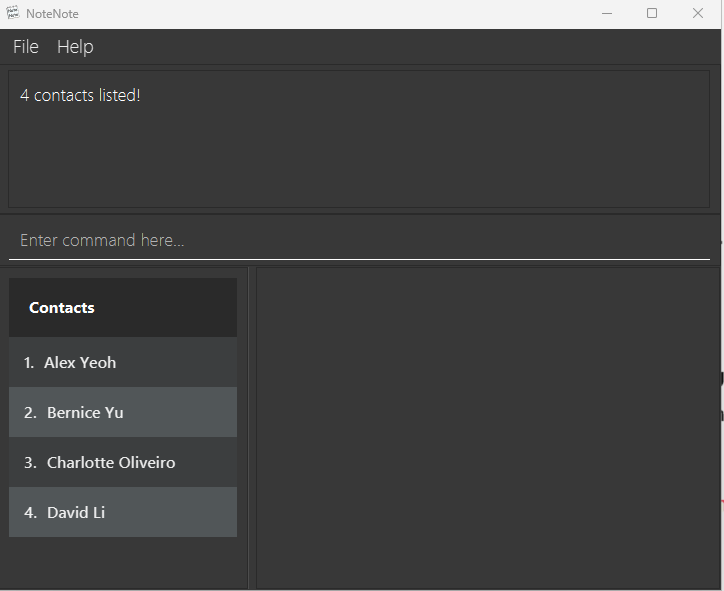 NoteNote
File Help
4 contacts listed!
Enter command here...
Contacts
1. Alex Yeoh
2. Bernice Yu
3. Charlotte Oliveiro
4. David Li